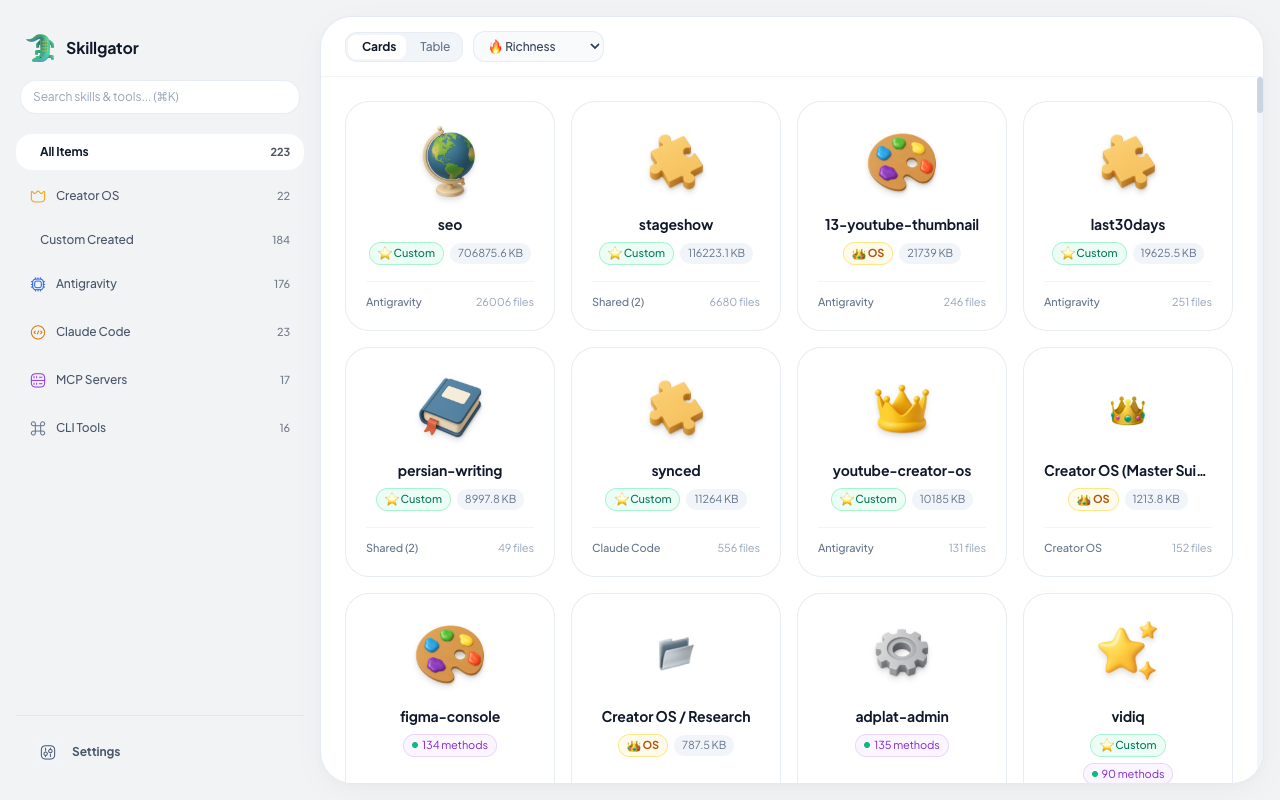 Skillgator
Search skills & tools... (⌘K)
All Items 223
Creator OS 22
Custom Created 184
Antigravity 176
Claude Code 23
MCP Servers 17
CLI Tools 16
Settings
Cards Table 🔥 Richness
seo
⭐ Custom 706875.6 KB
Antigravity 26006 files
stageshow
⭐ Custom 116223.1 KB
Shared (2) 6680 files
13-youtube-thumbnail
👑 OS 21739 KB
Antigravity 246 files
last30days
⭐ Custom 19625.5 KB
Antigravity 251 files
persian-writing
⭐ Custom 8997.8 KB
Shared (2) 49 files
synced
⭐ Custom 11264 KB
Claude Code 556 files
youtube-creator-os
⭐ Custom 10185 KB
Antigravity 131 files
Creator OS (Master Sui...
👑 OS 1213.8 KB
Creator OS 152 files
figma-console
134 methods
Creator OS / Research
👑 OS 787.5 KB
adplat-admin
135 methods
vidiq
⭐ Custom
90 methods